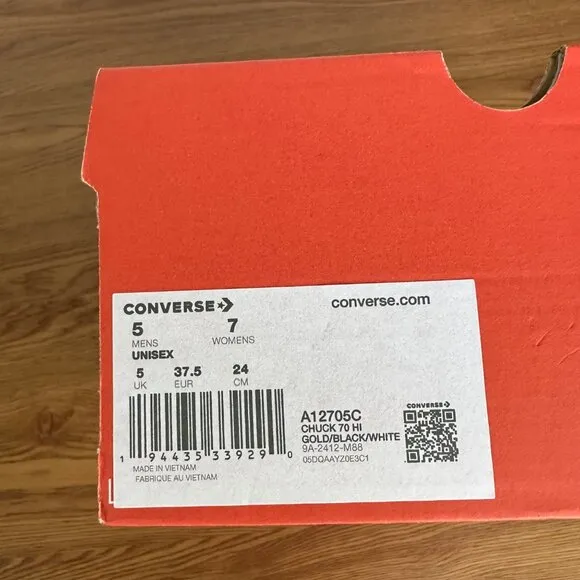 CONVERSE
converse.com
5 7
MENS WOMENS
UNISEX
5 37.5 24
UK EUR CM
1 94435 33929 0
MADE IN VIETNAM
FABRIQUE AU VIETNAM
A12705C
CHUCK 70 HI
GOLD/BLACK/WHITE
9A-2412-M88
05DQAAYZ0E3C1
CONVERSE